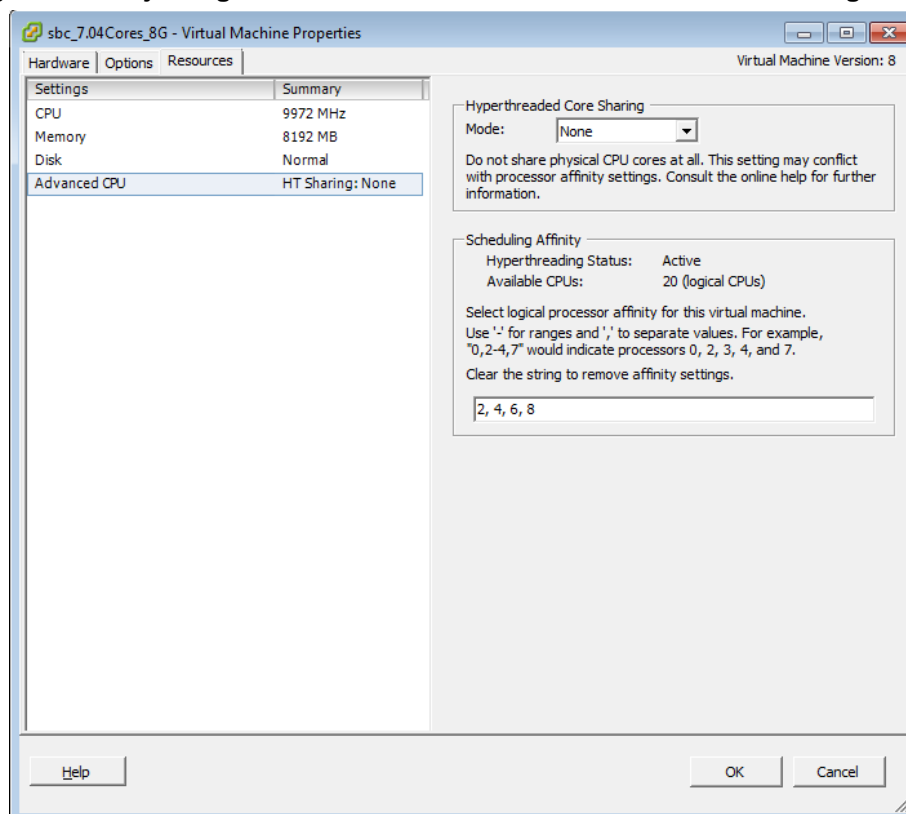 sbc_7.04Cores_8G - Virtual Machine Properties
Hardware Options Resources
Virtual Machine Version: 8
Settings Summary
CPU 9972 MHz
Memory 8192 MB
Disk Normal
Advanced CPU HT Sharing: None
Hyperthreaded Core Sharing
Mode: None
Do not share physical CPU cores at all. This setting may conflict
with processor affinity settings. Consult the online help for further
information.
Scheduling Affinity
Hyperthreading Status: Active
Available CPUs: 20 (logical CPUs)
Select logical processor affinity for this virtual machine.
Use '-' for ranges and ',' to separate values. For example,
"0,2-4,7" would indicate processors 0, 2, 3, 4, and 7.
Clear the string to remove affinity settings.
2, 4, 6, 8
Help
OK Cancel